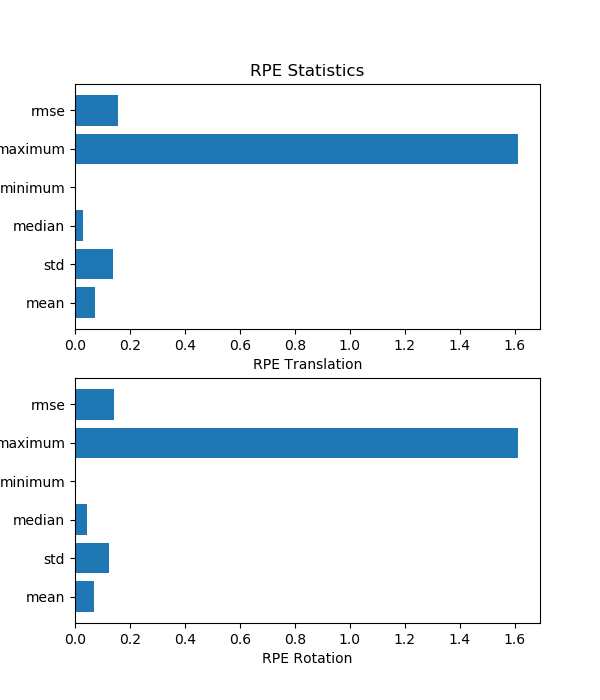 RPE Statistics
rmse
maximum
minimum
median
std
mean
0.0 0.2 0.4 0.6 0.8 1.0 1.2 1.4 1.6
RPE Translation
rmse
maximum
minimum
median
std
mean
0.0 0.2 0.4 0.6 0.8 1.0 1.2 1.4 1.6
RPE Rotation